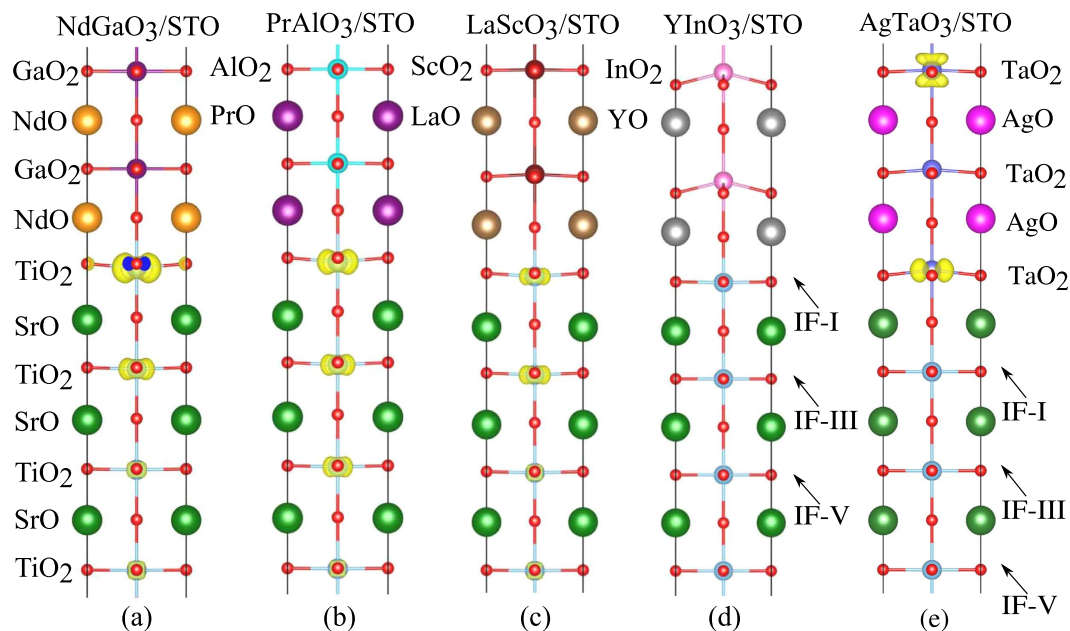 NdGaO3/STO
PrAlO3/STO
LaScO3/STO
YInO3/STO
AgTaO3/STO
GaO2
NdO
GaO2
NdO
TiO2
SrO
TiO2
SrO
TiO2
SrO
TiO2
(a)
AlO2
PrO
(b)
ScO2
LaO
(c)
InO2
YO
IF-I
IF-III
IF-V
(d)
TaO2
AgO
TaO2
AgO
TaO2
IF-I
IF-III
IF-V
(e)